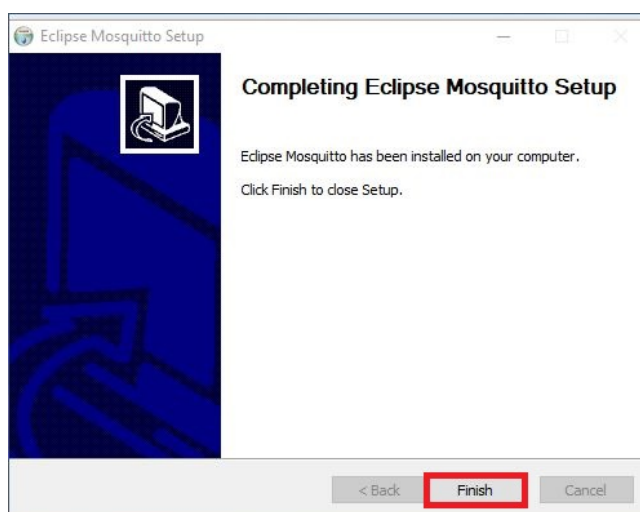 Eclipse Mosquitto Setup
Completing Eclipse Mosquitto Setup
Eclipse Mosquitto has been installed on your computer.
Click Finish to close Setup.
< Back
Finish
Cancel